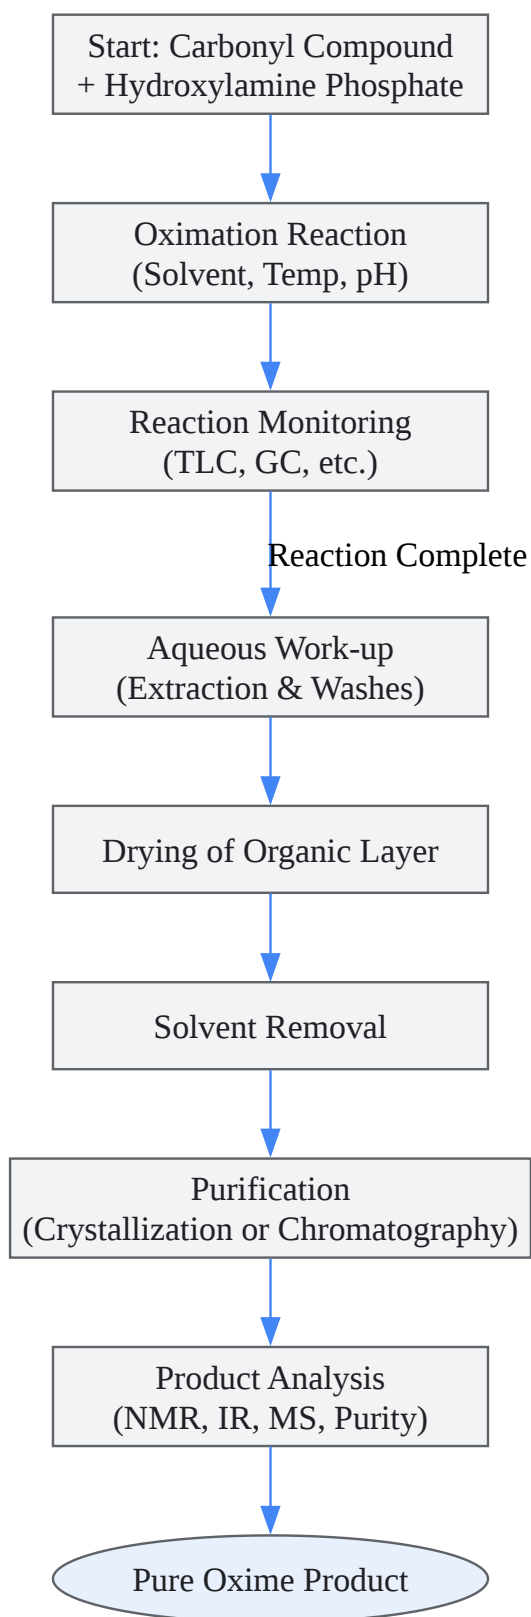 Start: Carbonyl Compound
+ Hydroxylamine Phosphate
Oximation Reaction
(Solvent, Temp, pH)
Reaction Monitoring
(TLC, GC, etc.)
Reaction Complete
Aqueous Work-up
(Extraction & Washes)
Drying of Organic Layer
Solvent Removal
Purification
(Crystallization or Chromatography)
Product Analysis
(NMR, IR, MS, Purity)
Pure Oxime Product